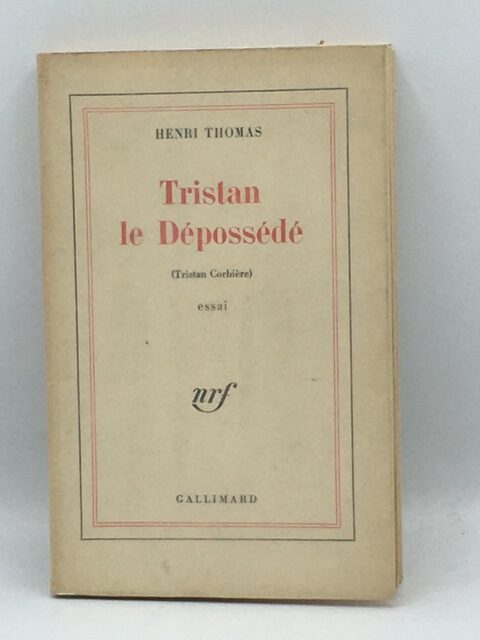 HENRI THOMAS
Tristan
le Dépossédé
(Tristan Corbière)
essai
nrf
GALLIMARD